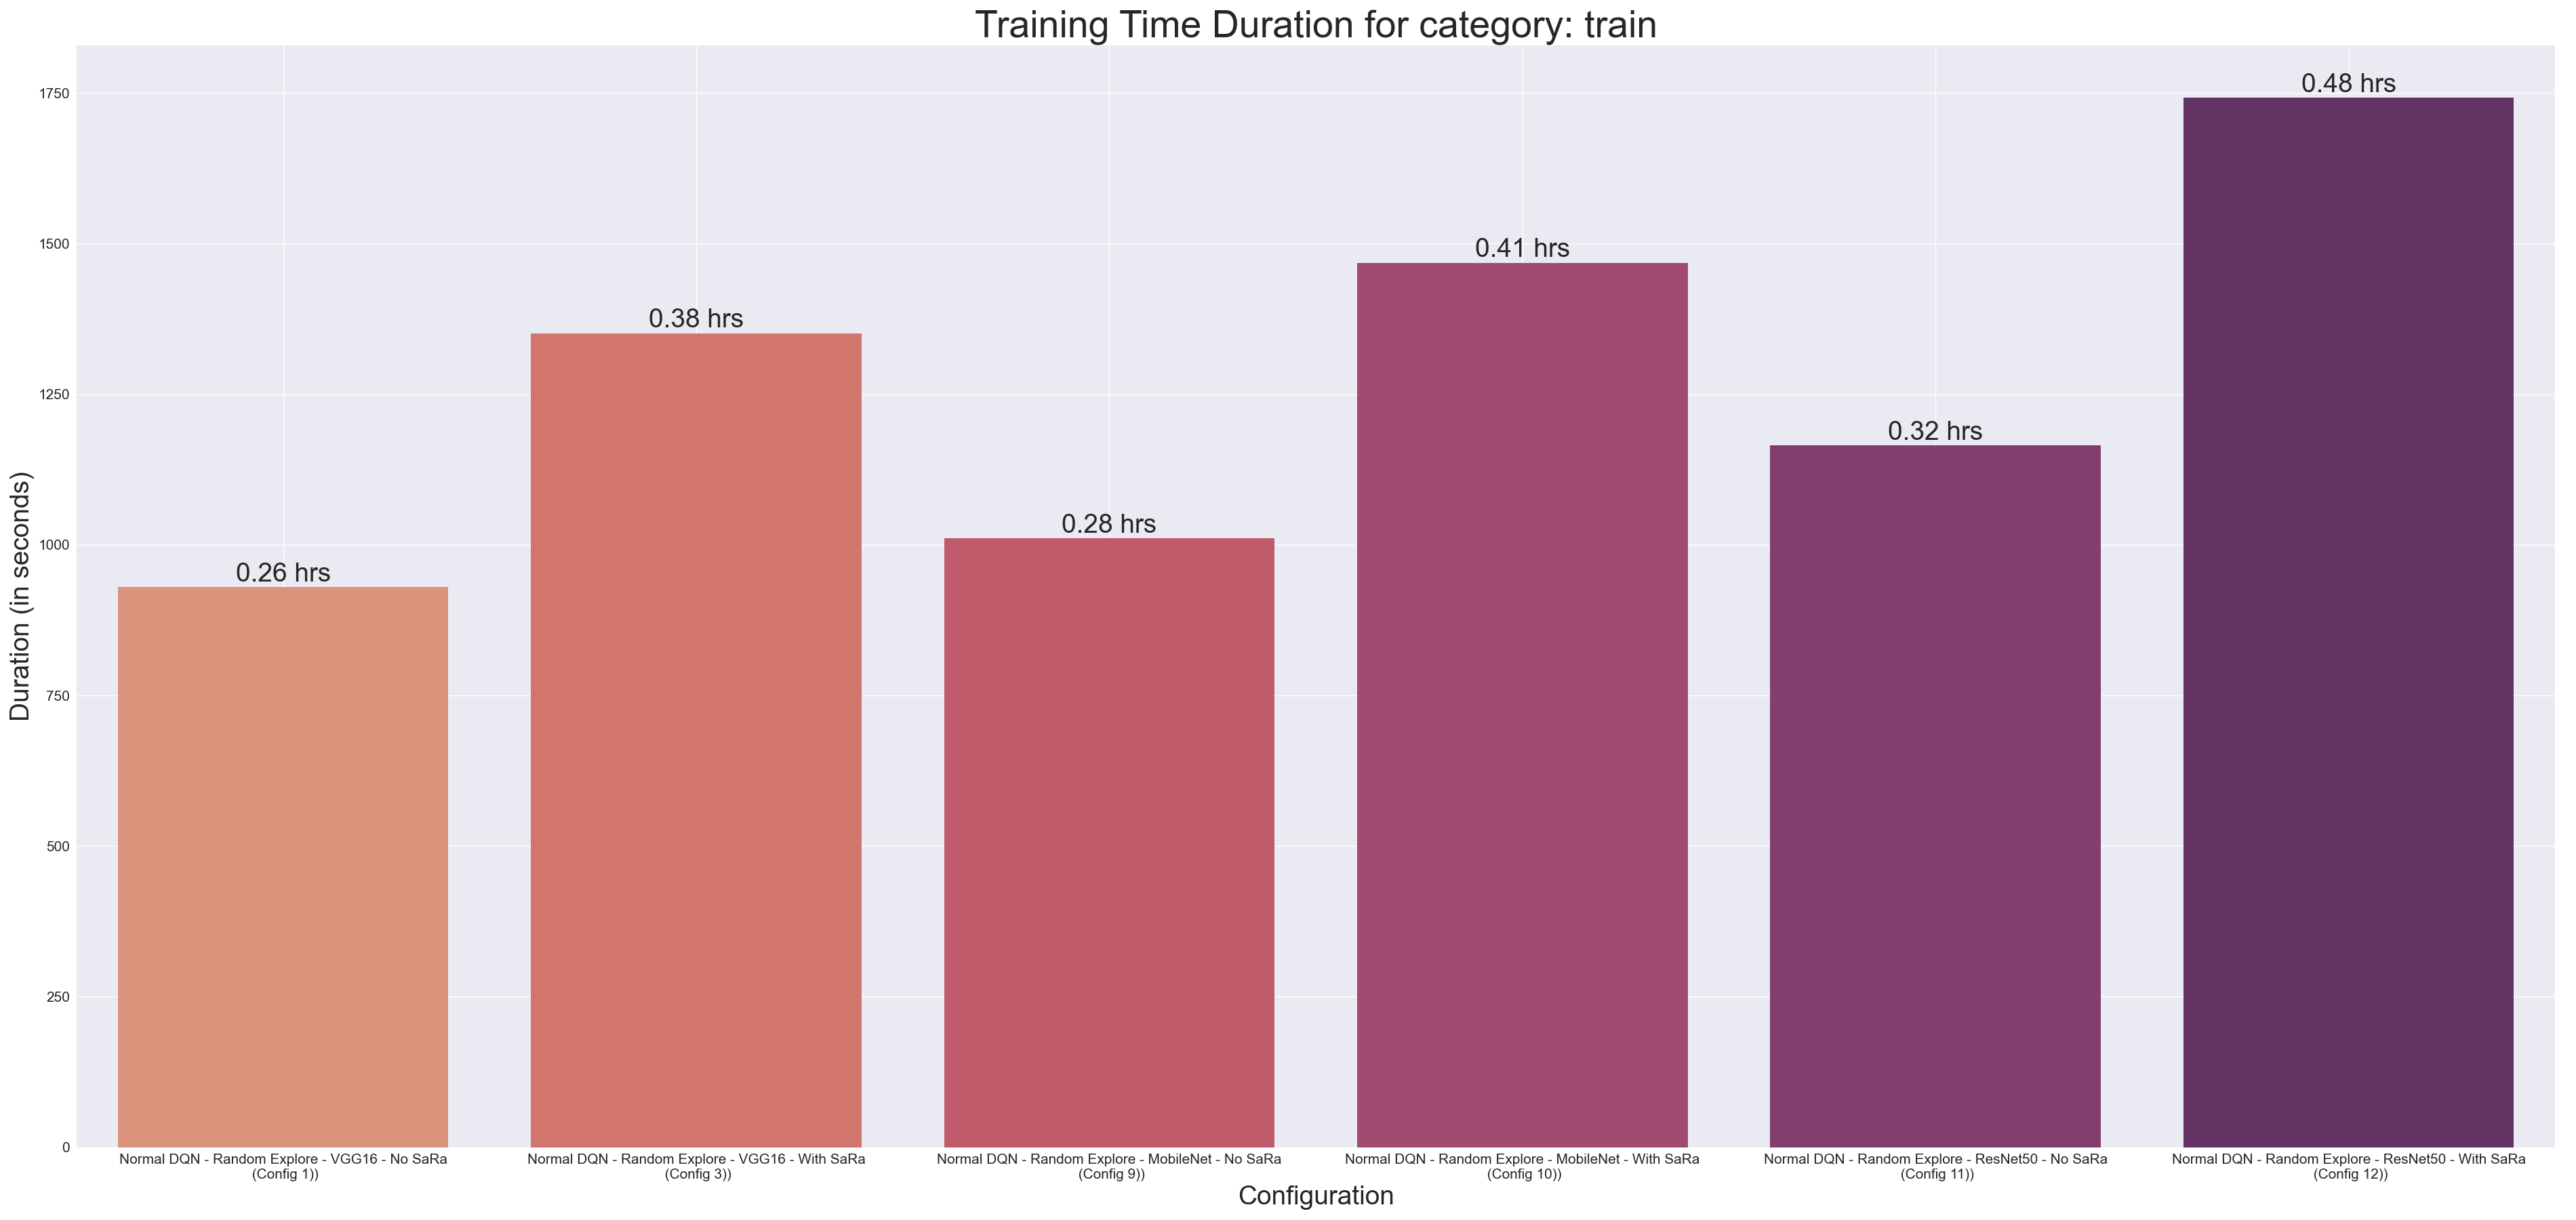 Training Time Duration for category: train
Duration (in seconds)
1750
1500
1250
1000
750
500
250
0
0.26 hrs
0.38 hrs
0.28 hrs
0.41 hrs
0.32 hrs
0.48 hrs
Normal DQN - Random Explore - VGG16 - No SaRa
(Config 1))
Normal DQN - Random Explore - VGG16 - With SaRa
(Config 3))
Normal DQN - Random Explore - MobileNet - No SaRa
(Config 9))
Normal DQN - Random Explore - MobileNet - With SaRa
(Config 10))
Normal DQN - Random Explore - ResNet50 - No SaRa
(Config 11))
Normal DQN - Random Explore - ResNet50 - With SaRa
(Config 12))
Configuration